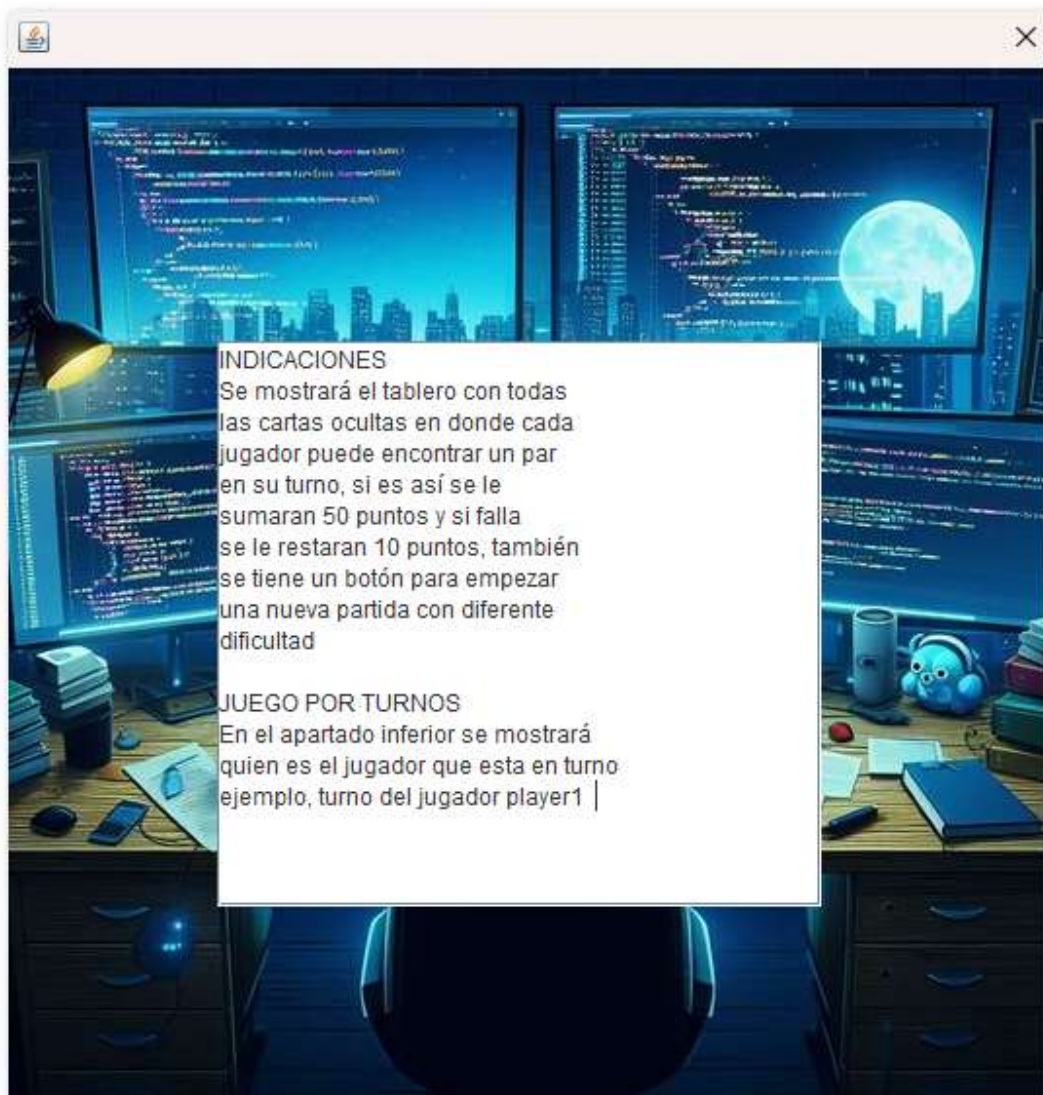 INDICACIONES
Se mostrará el tablero con todas
las cartas ocultas en donde cada
jugador puede encontrar un par
en su turno, si es así se le
sumaran 50 puntos y si falla
se le restaran 10 puntos, también
se tiene un botón para empezar
una nueva partida con diferente
dificultad
JUEGO POR TURNOS
En el apartado inferior se mostrará
quien es el jugador que esta en turno
ejemplo, turno del jugador player1